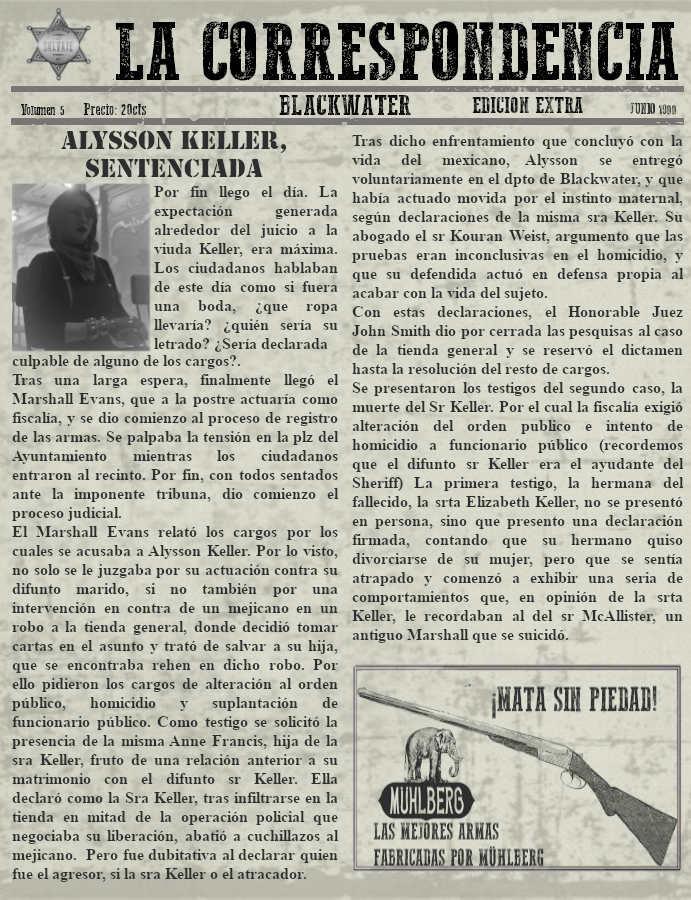 SALVAJE
LA CORRESPONDENCIA
Volumen 5 Precio: 20cts BLACKWATER EDICION EXTRA JUNIO 1900
ALYSSON KELLER,
SENTENCIADA
Por fin llego el día. La
expectación generada
alrededor del juicio a la
viuda Keller, era máxima.
Los ciudadanos hablaban
de este día como si fuera
una boda, ¿que ropa
llevaría? ¿quién sería su
letrado? ¿Sería declarada
culpable de alguno de los cargos?.
Tras una larga espera, finalmente llegó el
Marshall Evans, que a la postre actuaría como
fiscalía, y se dio comienzo al proceso de registro
de las armas. Se palpaba la tensión en la plz del
Ayuntamiento mientras los ciudadanos
entraron al recinto. Por fin, con todos sentados
ante la imponente tribuna, dio comienzo el
proceso judicial.
El Marshall Evans relató los cargos por los
cuales se acusaba a Alysson Keller. Por lo visto,
no solo se le juzgaba por su actuación contra su
difunto marido, si no también por una
intervención en contra de un mejicano en un
robo a la tienda general, donde decidió tomar
cartas en el asunto y trató de salvar a su hija,
que se encontraba rehen en dicho robo. Por
ello pidieron los cargos de alteración al orden
público, homicidio y suplantación de
funcionario público. Como testigo se solicitó la
presencia de la misma Anne Francis, hija de la
sra Keller, fruto de una relación anterior a su
matrimonio con el difunto sr Keller. Ella
declaró como la Sra Keller, tras infiltrarse en la
tienda en mitad de la operación policial que
negociaba su liberación, abatió a cuchillazos al
mejicano. Pero fue dubitativa al declarar quien
fue el agresor, si la sra Keller o el atracador.
Tras dicho enfrentamiento que concluyó con la
vida del mexicano, Alysson se entregó
voluntariamente en el dpto de Blackwater, y que
había actuado movida por el instinto maternal,
según declaraciones de la misma sra Keller. Su
abogado el sr Kouran Weist, argumento que las
pruebas eran inconclusivas en el homicidio, y
que su defendida actuó en defensa propia al
acabar con la vida del sujeto.
Con estas declaraciones, el Honorable Juez
John Smith dio por cerrada las pesquisas al caso
de la tienda general y se reservó el dictamen
hasta la resolución del resto de cargos.
Se presentaron los testigos del segundo caso, la
muerte del Sr Keller. Por el cual la fiscalía exigió
alteración del orden publico e intento de
homicidio a funcionario público (recordemos
que el difunto sr Keller era el ayudante del
Sheriff) La primera testigo, la hermana del
fallecido, la srta Elizabeth Keller, no se presentó
en persona, sino que presento una declaración
firmada, contando que su hermano quiso
divorciarse de su mujer, pero que se sentía
atrapado y comenzó a exhibir una seria de
comportamientos que, en opinión de la srta
Keller, le recordaban al del sr McAllister, un
antiguo Marshall que se suicidó.
¡MATA SIN PIEDAD!
MÜHLBERG
LAS MEJORES ARMAS
FABRICADAS POR MÜHLBERG